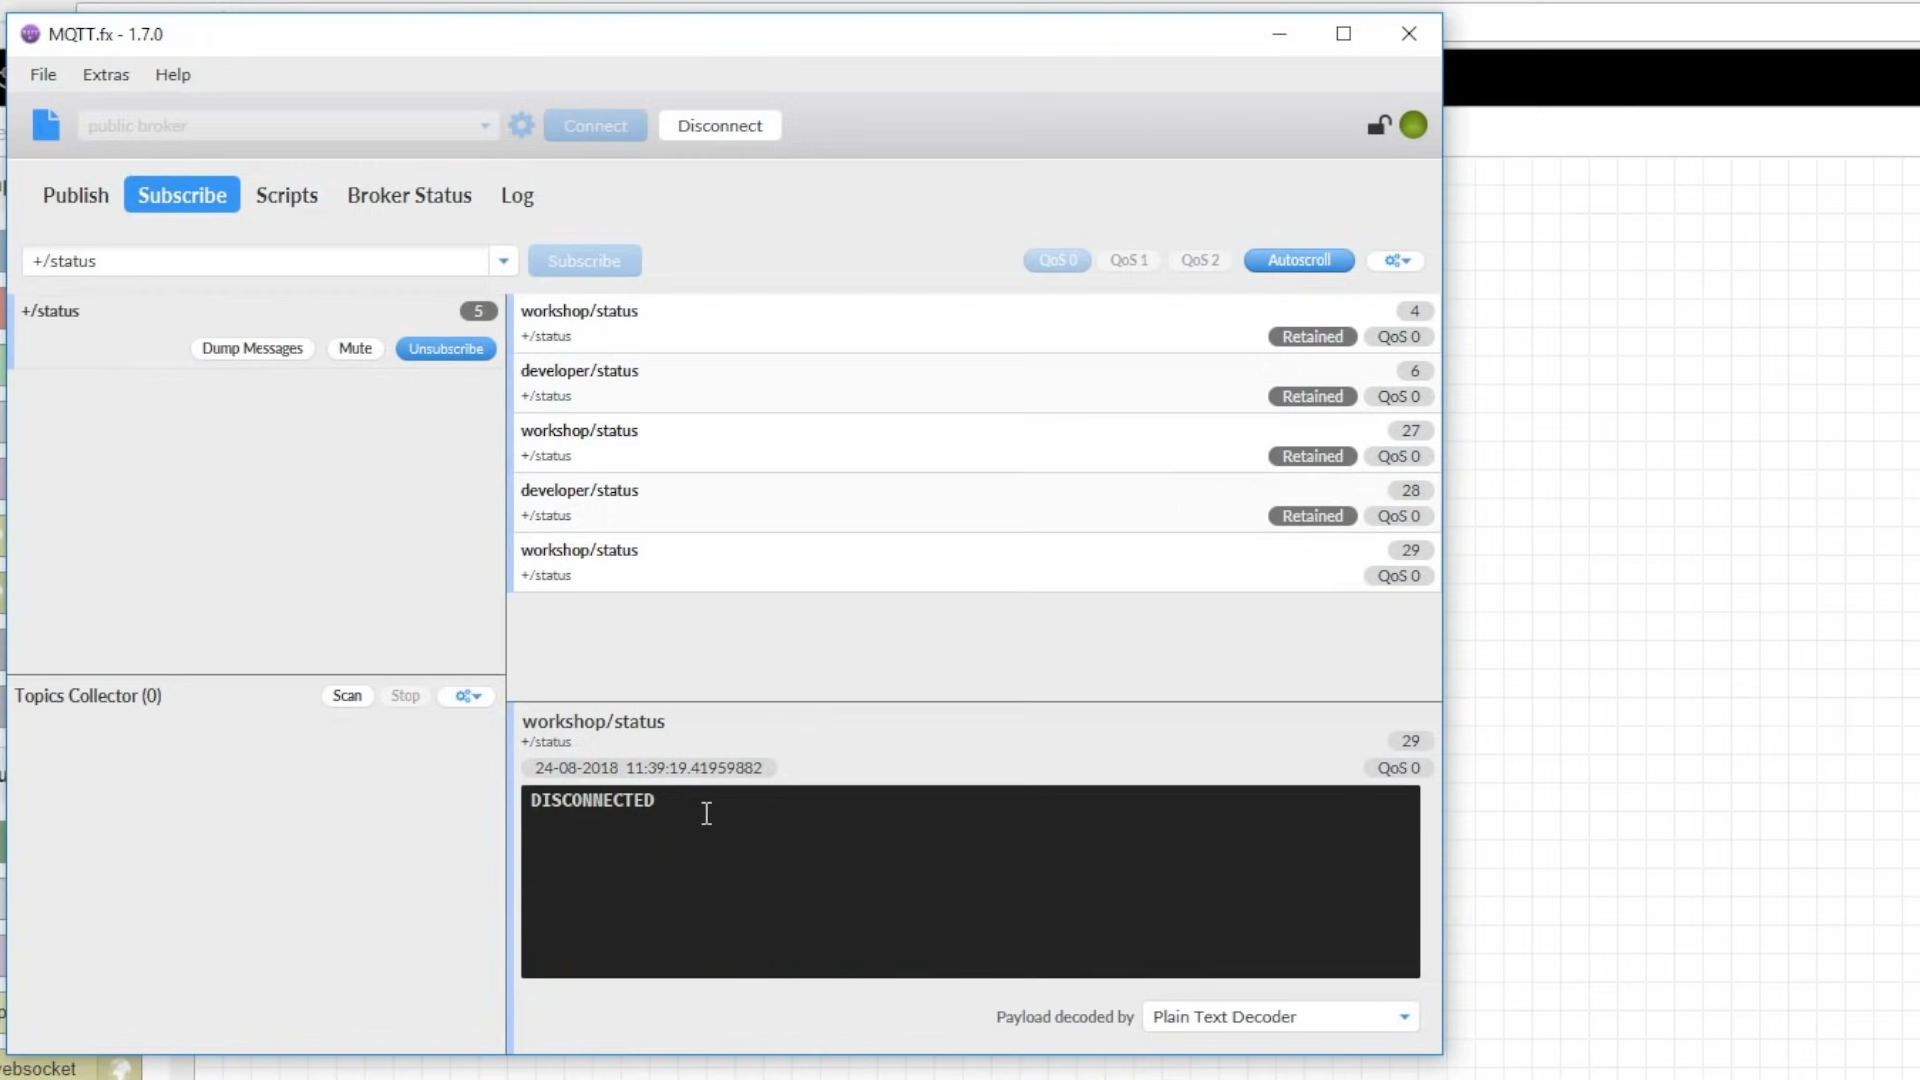 MQTT.fx - 1.7.0
File Extras Help
public broker Connect Disconnect
Publish Subscribe Scripts Broker Status Log
+/status Subscribe QoS 0 QoS 1 QoS 2 Autoscroll
+/status 5
Dump Messages Mute Unsubscribe
workshop/status 4
+/status Retained QoS 0
developer/status 6
+/status Retained QoS 0
workshop/status 27
+/status Retained QoS 0
developer/status 28
+/status Retained QoS 0
workshop/status 29
+/status QoS 0
Topics Collector (0) Scan Stop
workshop/status
+/status 29
24-08-2018 11:39:19.41959882 QoS 0
DISCONNECTED
Payload decoded by Plain Text Decoder
ebsocket